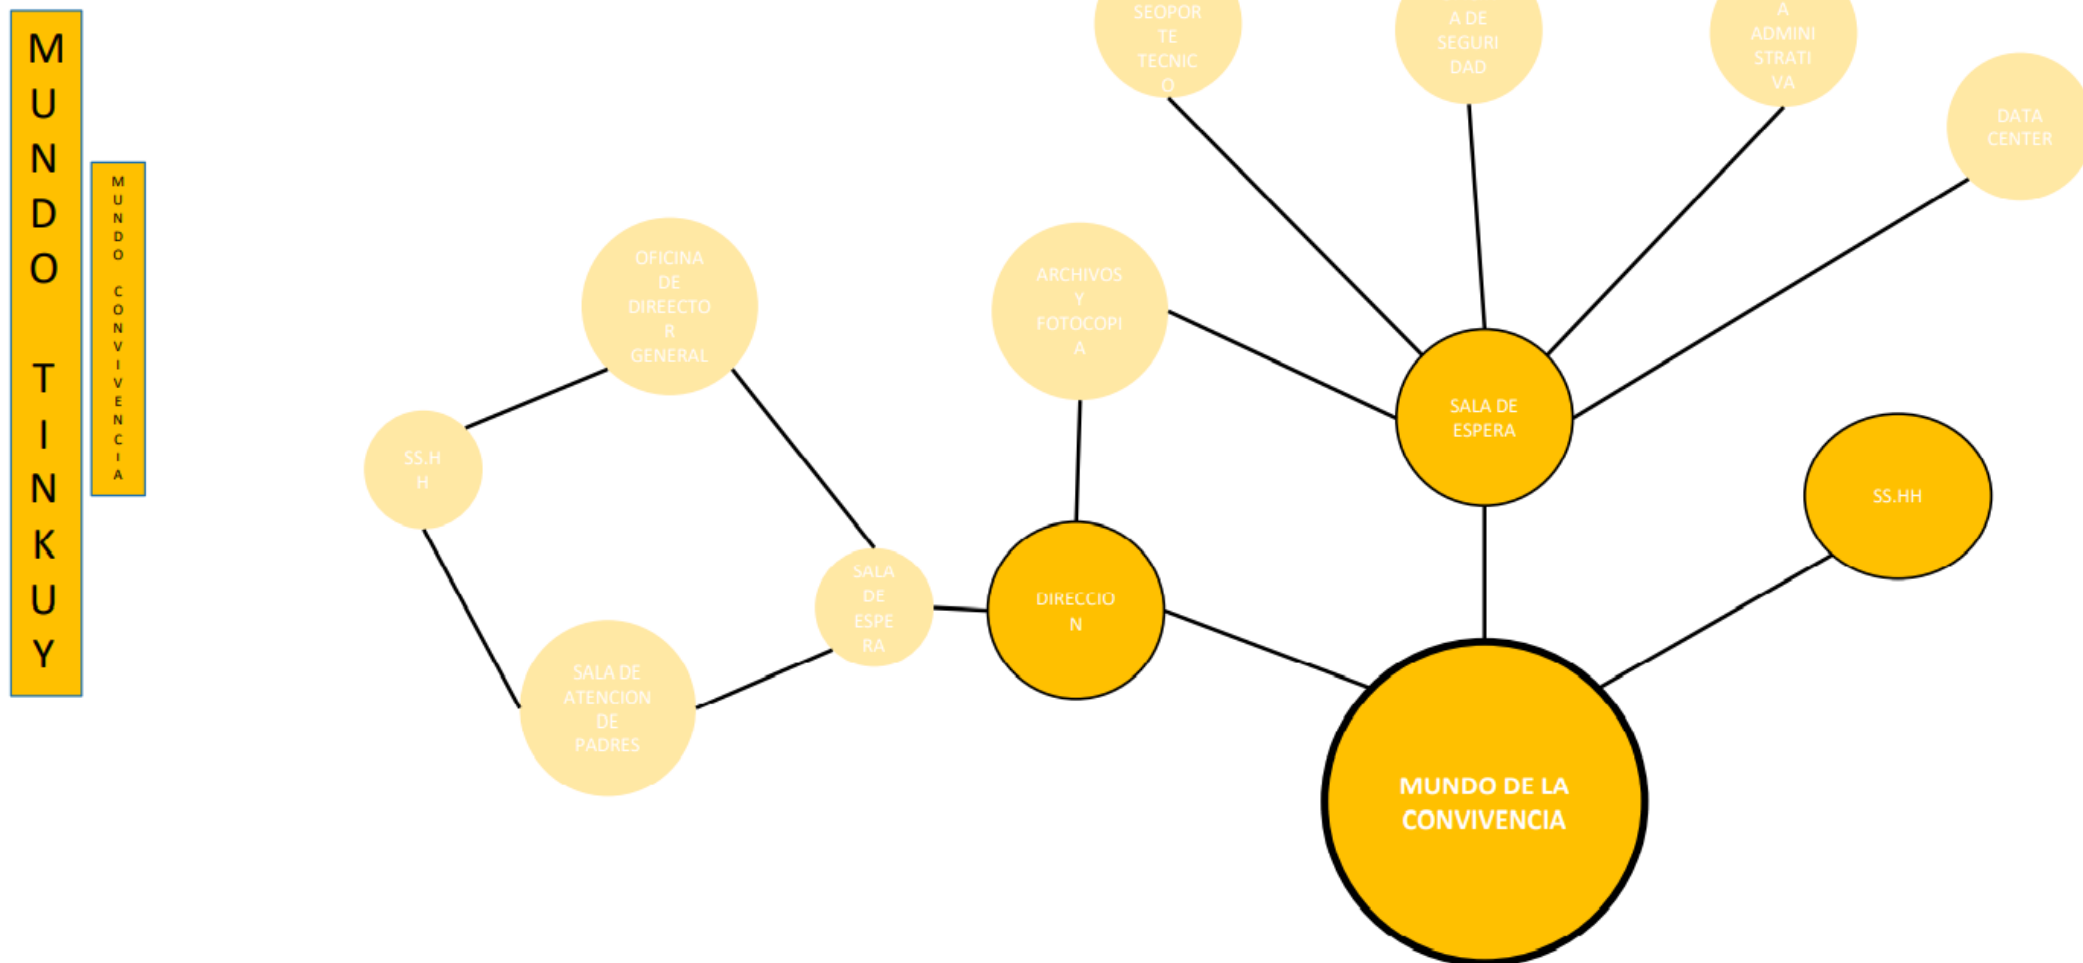 MUNDO TINKUY
MUNDO CONVIVENCIA
SEOPOR
TE
TECNIC
O
A DE
SEGURI
DAD
A
ADMINI
STRATI
VA
DATA
CENTER
OFICINA
DE
DIREECTO
R
GENERAL
ARCHIVOS
Y
FOTOCOPI
A
SALA DE
ESPERA
SS.H
H
SS.HH
SALA
DE
ESPE
RA
DIRECCIO
N
SALA DE
ATENCION
DE
PADRES
MUNDO DE LA
CONVIVENCIA